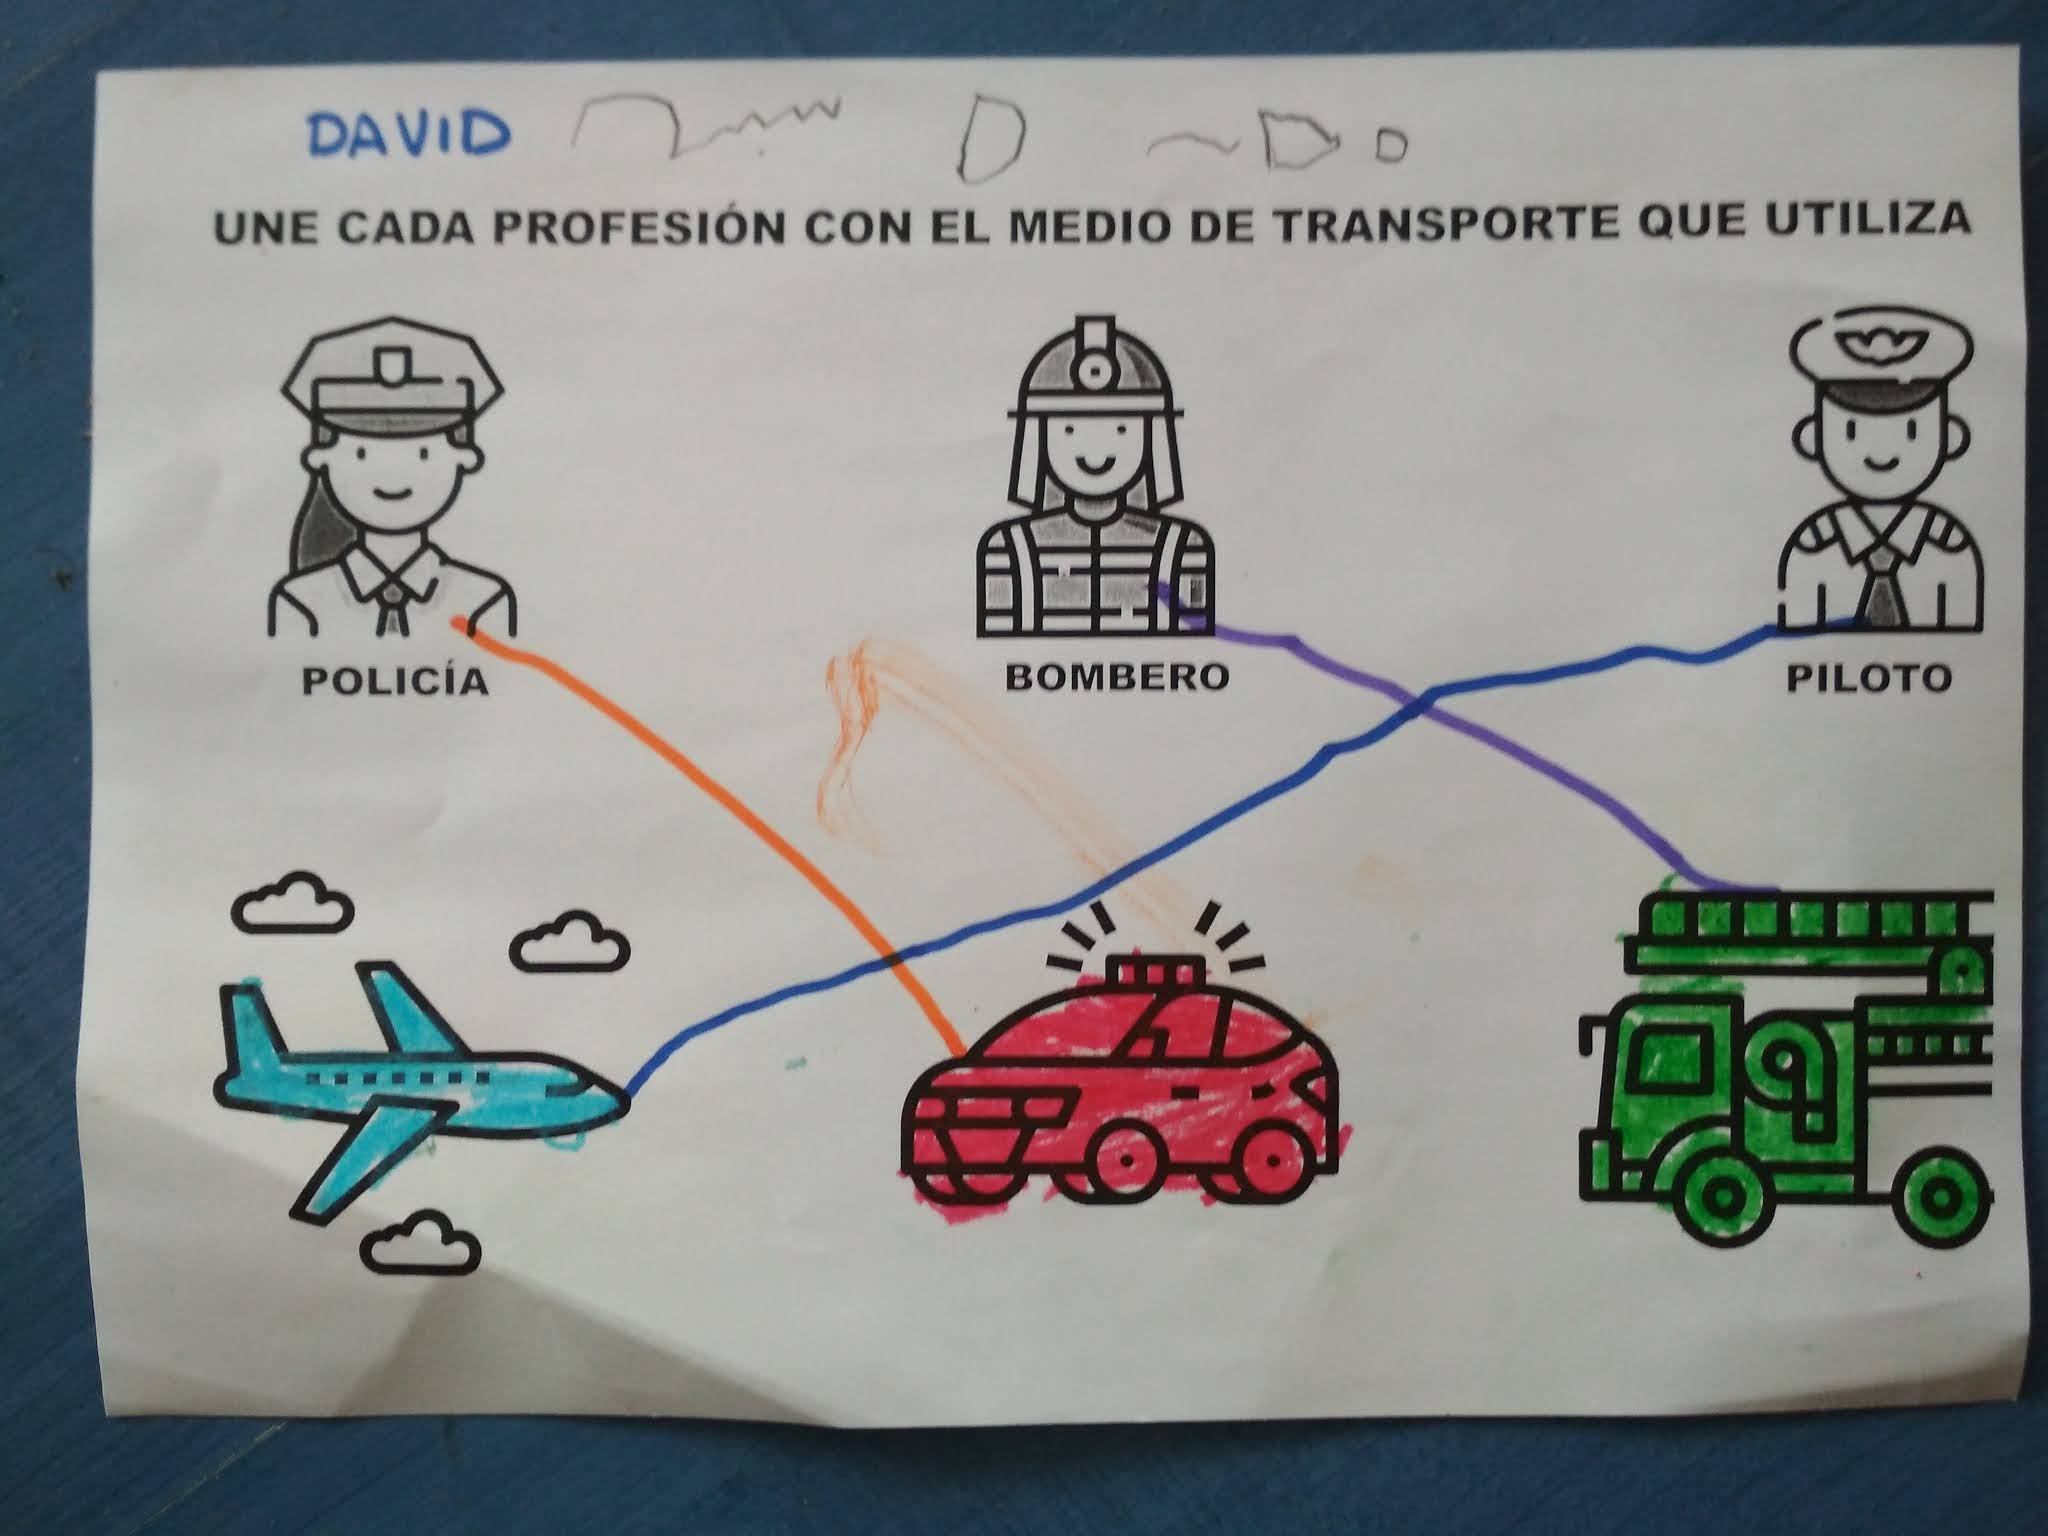 DAVID
UNE CADA PROFESIÓN CON EL MEDIO DE TRANSPORTE QUE UTILIZA
POLICÍA
BOMBERO
PILOTO